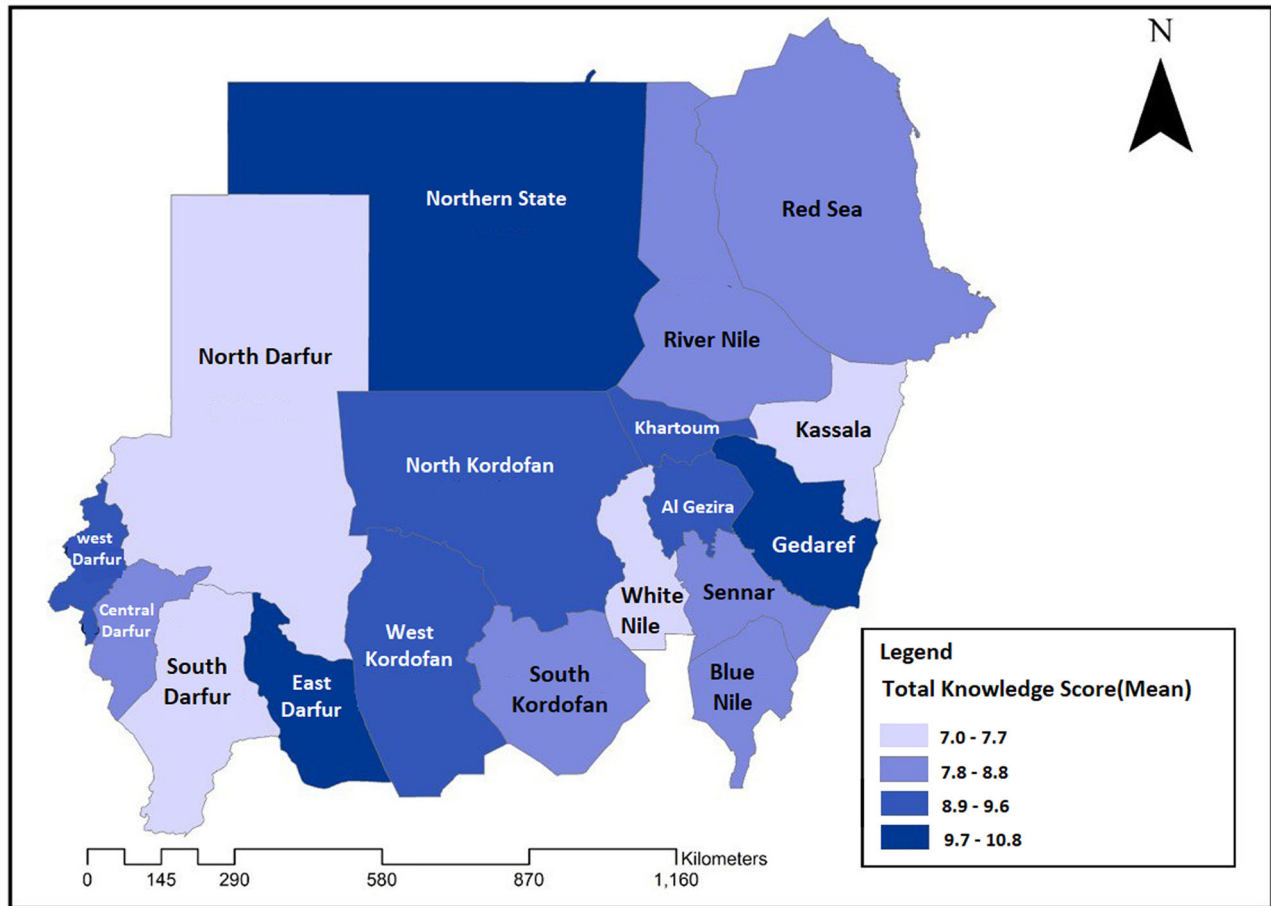 N
Northern State
Red Sea
North Darfur
River Nile
Khartoum
Kassala
North Kordofan
Al Gezira
west
Darfur
Gedaref
Central
Darfur
White
Nile
Sennar
West
Kordofan
South
Darfur
East
Darfur
South
Kordofan
Blue
Nile
Legend
Total Knowledge Score(Mean)
7.0 - 7.7
7.8 - 8.8
8.9 - 9.6
9.7 - 10.8
Kilometers
0 145 290 580 870 1,160